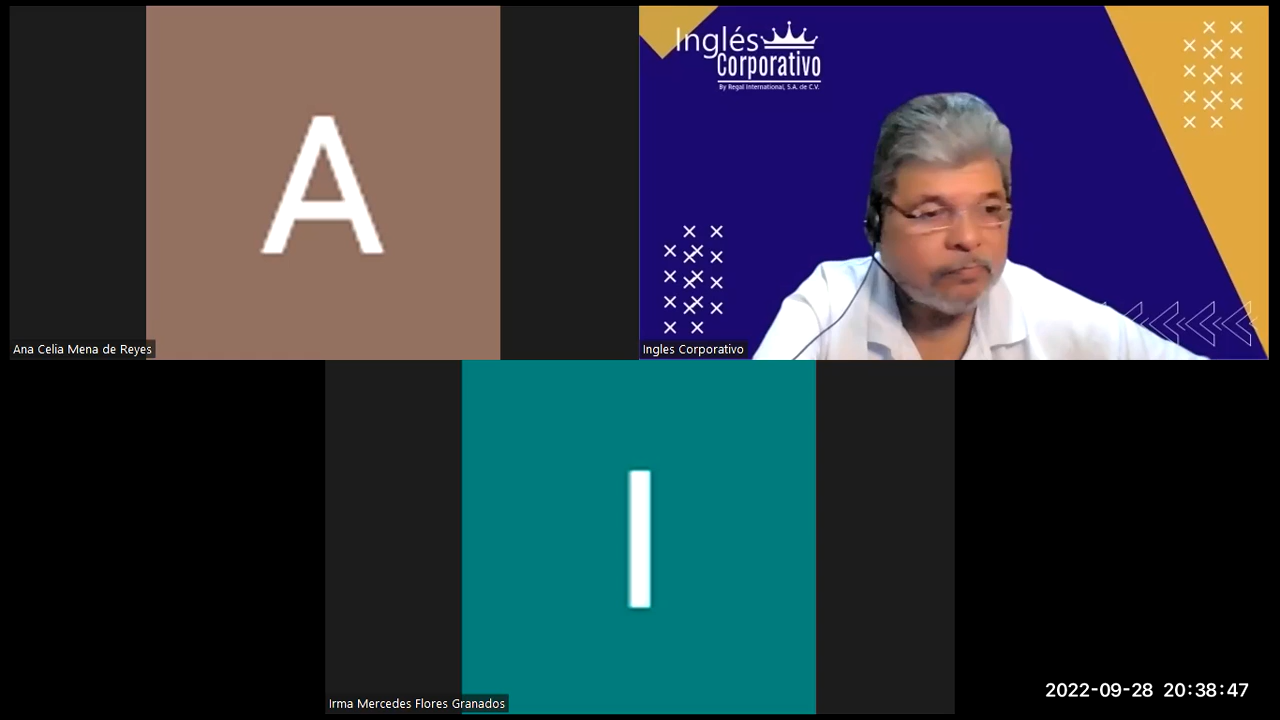 A
Inglés
Corporativo
By Regal International, S.A. de C.V.
Ana Celia Mena de Reyes
Ingles Corporativo
I
Irma Mercedes Flores Granados
2022-09-28 20:38:47